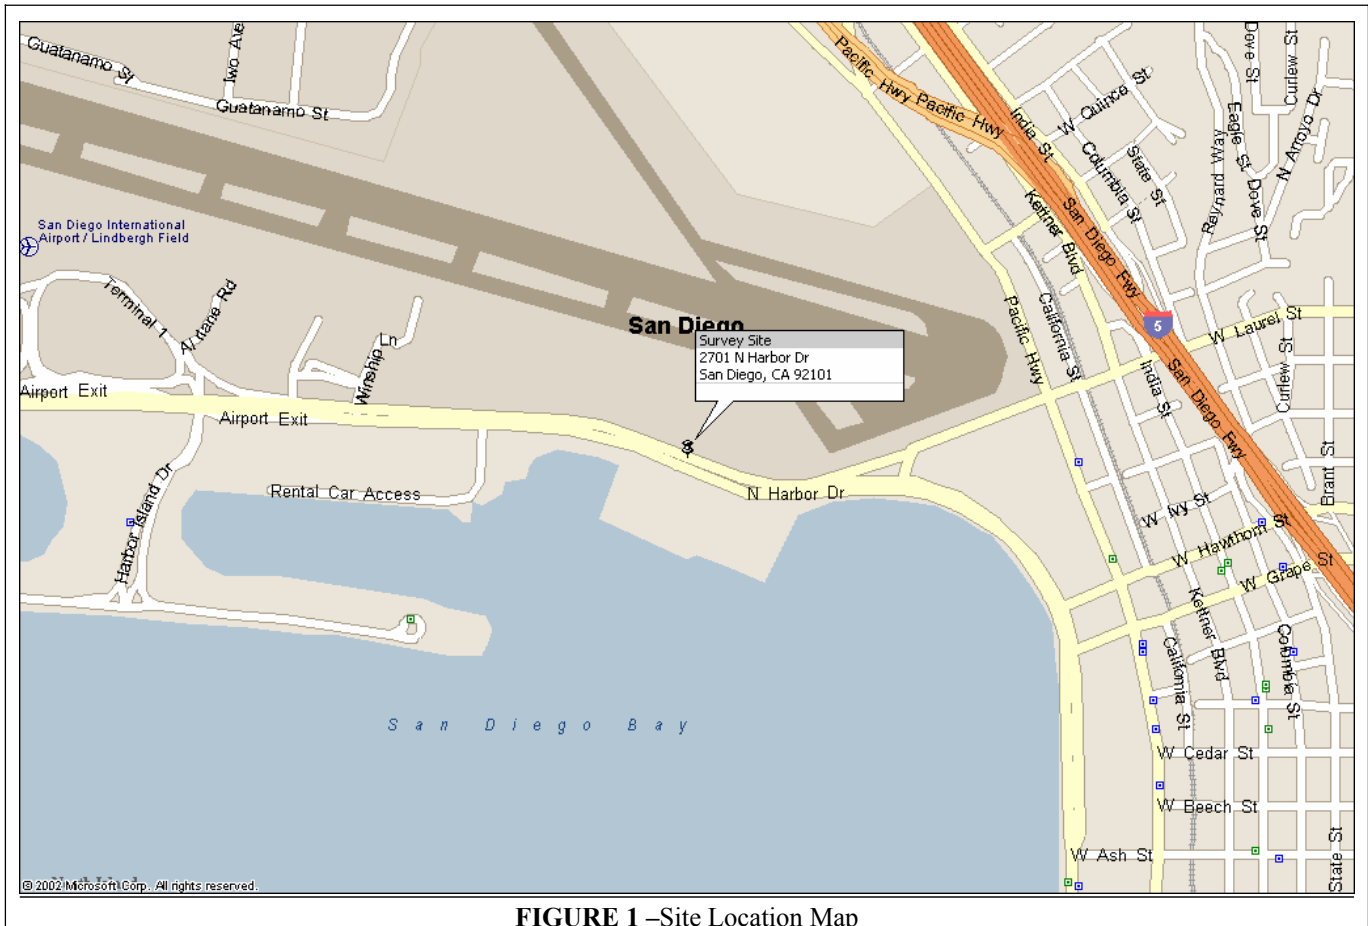 Guatanamo St
Iwo Ave
Guatanamo St
Pacific Hwy
Pacific Hwy
India St
W Quince St
Columbia St
State St
Reynard Way
Eagle St
Dove St
Curlew St
N Arroyo Dr
Dove St
San Diego International
Airport / Lindbergh Field
Kettner Blvd
San Diego Fwy
Terminal 1
Airlane Rd
Winship Ln
San Diego
Survey Site
2701 N Harbor Dr
San Diego, CA 92101
Pacific Hwy
California St
5
W Laurel St
India St
San Diego Fwy
Curlew St
Brant St
Airport Exit
Airport Exit
Harbor Island Dr
Rental Car Access
N Harbor Dr
W Ivy St
W Hawthorn St
W Grape St
Kettner Blvd
California St
Columbia St
San Diego Bay
W Cedar St
W Beech St
W Ash St
State St
© 2002 Microsoft Corp. All rights reserved.
FIGURE 1 –Site Location Map